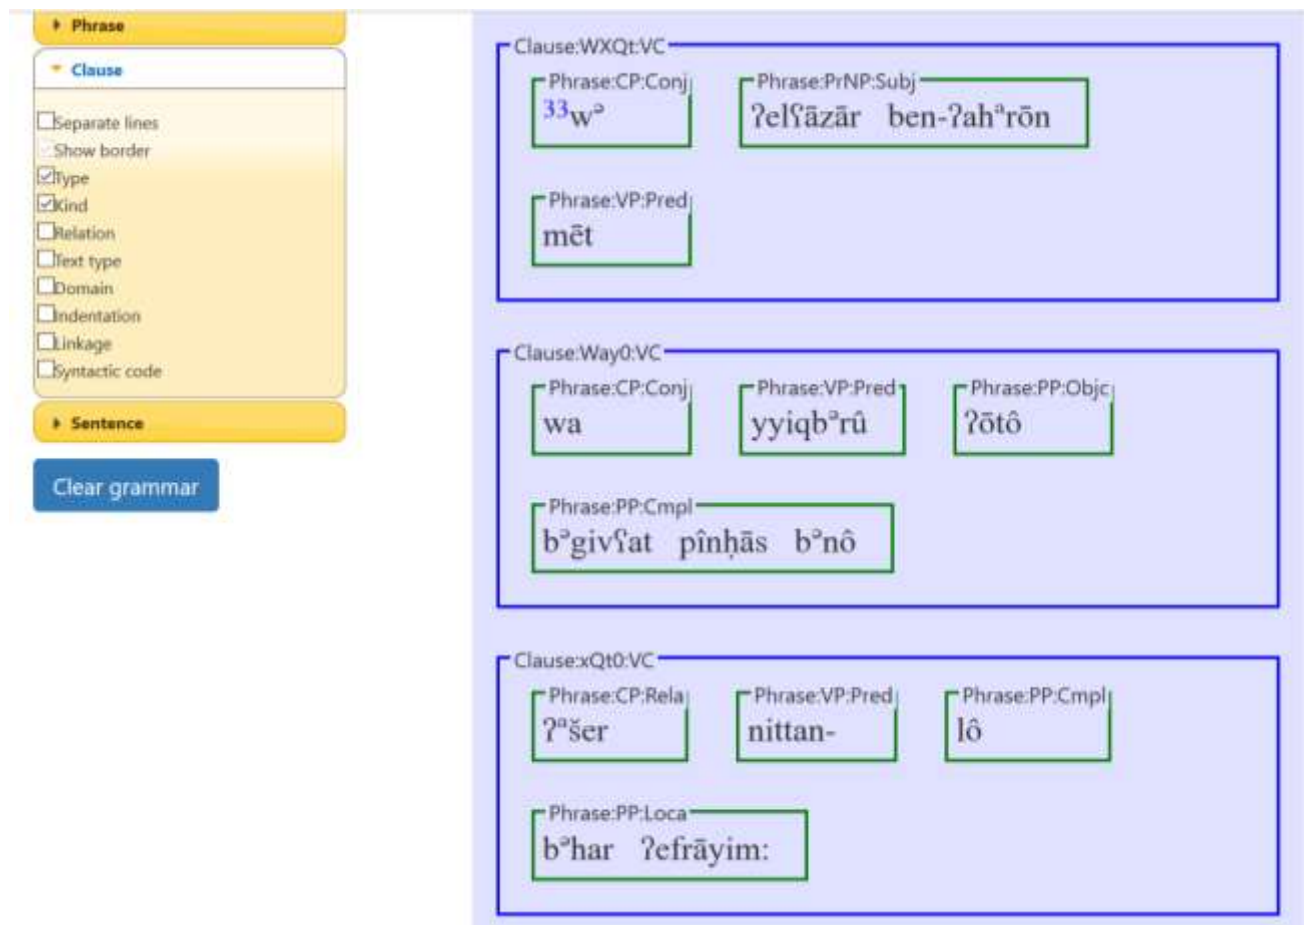 Phrase
Clause
Separate lines
Show border
Type
Kind
Relation
Text type
Domain
Indentation
Linkage
Syntactic code
Sentence
Clear grammar
Clause:WXQt:VC
Phrase:CP:Conj Phrase:PrNP:Subj
33wᵊ ʔelʕāzār ben-ʔahᵃrōn
Phrase:VP:Pred
mēt
Clause:Way0:VC
Phrase:CP:Conj Phrase:VP:Pred Phrase:PP:Objc
wa yyiqbᵊrû ʔōtô
Phrase:PP:Cmpl
bᵊgivʕat pînḥās bᵊnô
Clause:xQt0:VC
Phrase:CP:Rela Phrase:VP:Pred Phrase:PP:Cmpl
ʔᵃšer nittan- lô
Phrase:PP:Loca
bᵊhar ʔefrāyim: